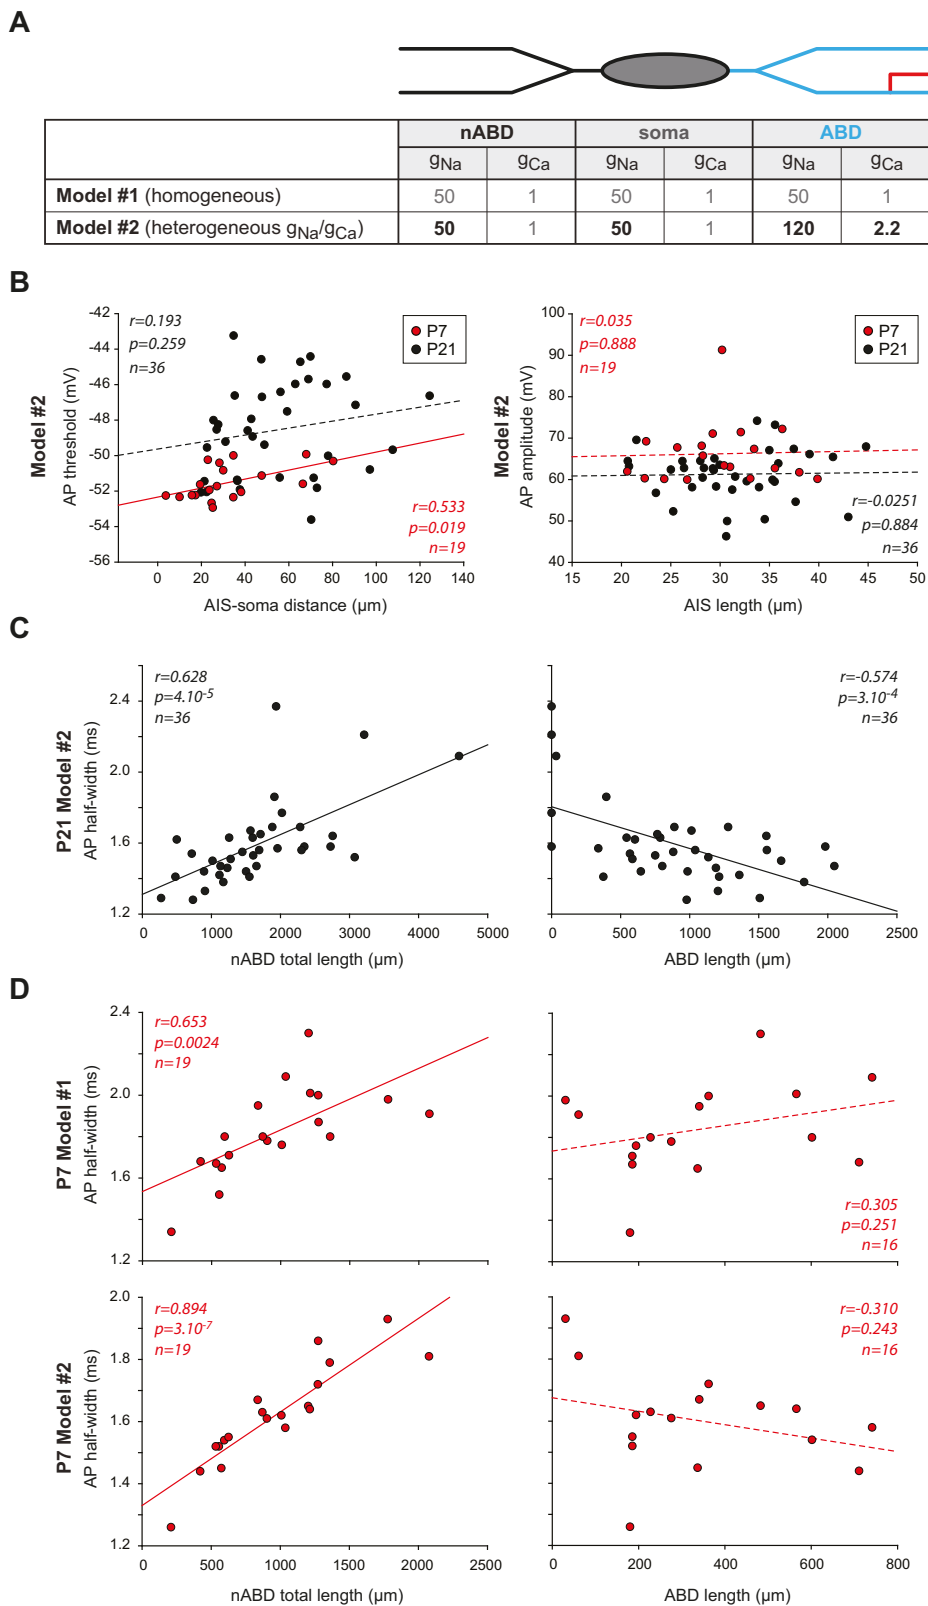 A
nABD soma ABD
gNa gCa gNa gCa gNa gCa
Model #1 (homogeneous) 50 1 50 1 50 1
Model #2 (heterogeneous gNa/gCa) 50 1 50 1 120 2.2
B
Model #2
AP threshold (mV)
-42
-44
-46
-48
-50
-52
-54
-56
r=0.193
p=0.259
n=36
P7
P21
r=0.533
p=0.019
n=19
0 20 40 60 80 100 120 140
AIS-soma distance (µm)
Model #2
AP amplitude (mV)
100
90
80
70
60
50
40
r=0.035
p=0.888
n=19
P7
P21
r=-0.0251
p=0.884
n=36
15 20 25 30 35 40 45 50
AIS length (µm)
C
P21 Model #2
AP half-width (ms)
2.4
2.0
1.6
1.2
r=0.628
p=4.10-5
n=36
0 1000 2000 3000 4000 5000
nABD total length (µm)
r=-0.574
p=3.10-4
n=36
0 500 1000 1500 2000 2500
ABD length (µm)
D
P7 Model #1
AP half-width (ms)
2.4
2.0
1.6
1.2
r=0.653
p=0.0024
n=19
r=0.305
p=0.251
n=16
P7 Model #2
AP half-width (ms)
2.0
1.8
1.6
1.4
1.2
r=0.894
p=3.10-7
n=19
0 500 1000 1500 2000 2500
nABD total length (µm)
r=-0.310
p=0.243
n=16
0 200 400 600 800
ABD length (µm)